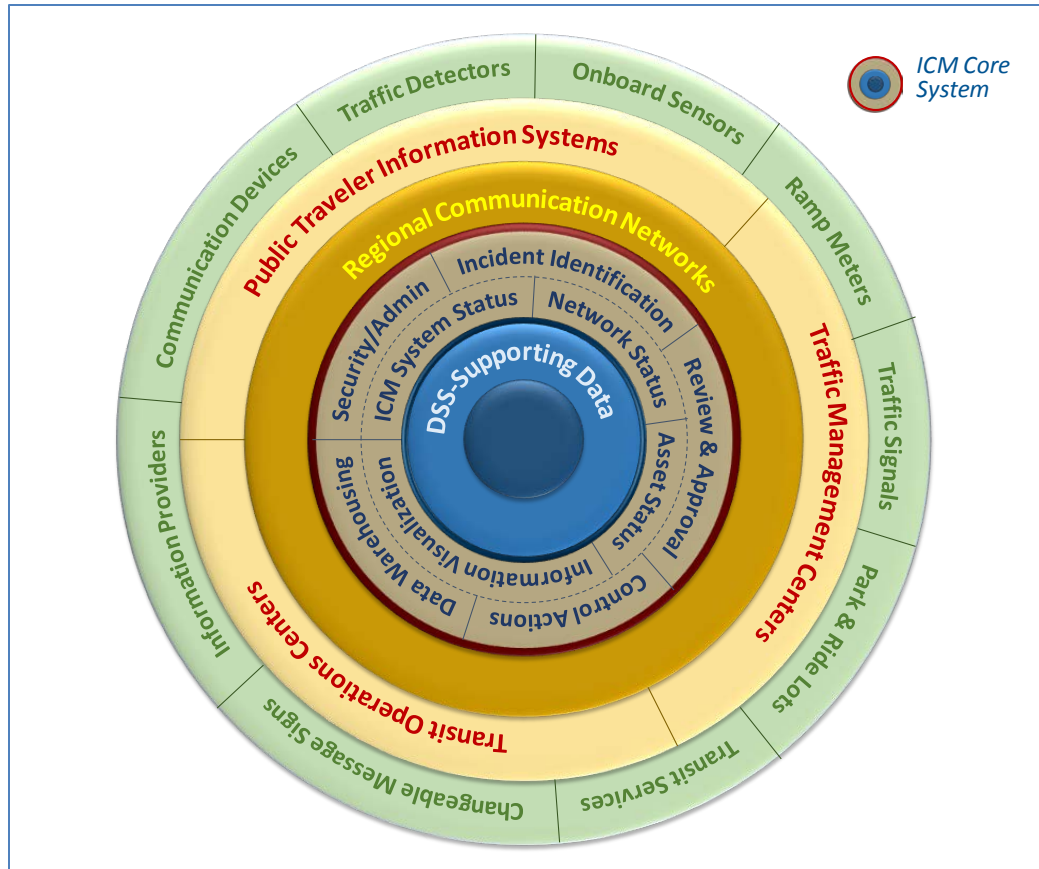 ICM Core
System
Traffic Detectors
Onboard Sensors
Ramp Meters
Traffic Signals
Park & Ride Lots
Transit Services
Changeable Message Signs
Information Providers
Communication Devices
Public Traveler Information Systems
Traffic Management Centers
Transit Operations Centers
Regional Communication Networks
Security/Admin
Incident Identification
Review & Approval
Control Actions
Data Warehousing
ICM System Status
Network Status
Asset Status
Information Visualization
DSS-Supporting Data